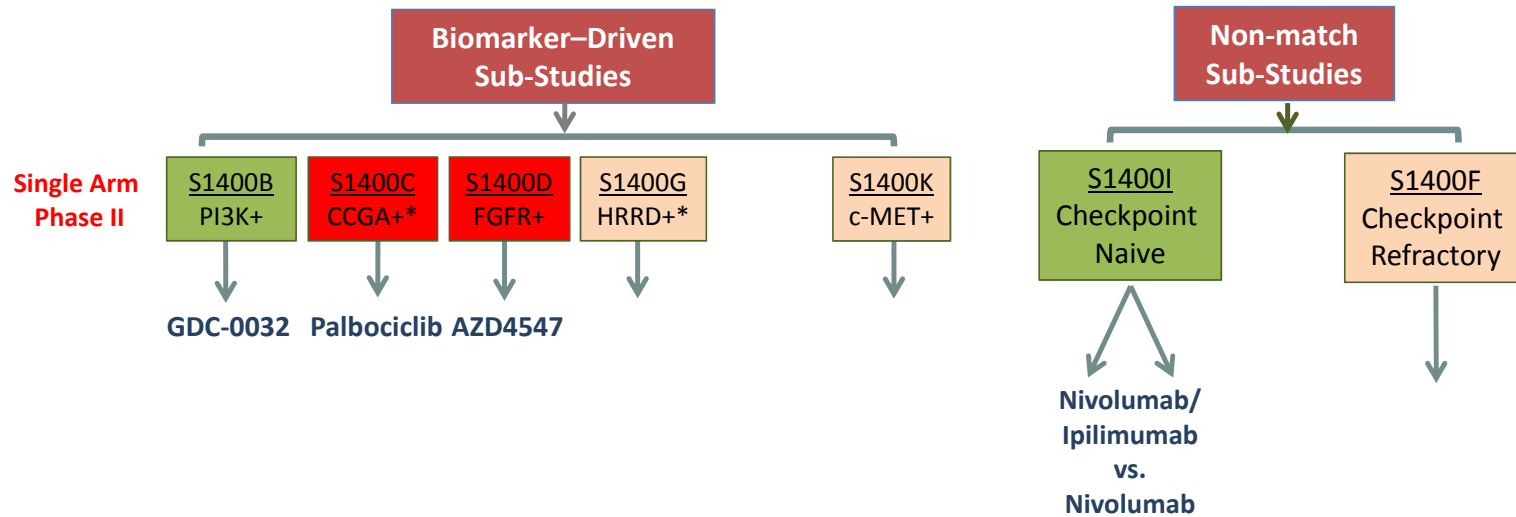 Biomarker–Driven
Sub-Studies
Non-match
Sub-Studies
Single Arm
Phase II
S1400B
PI3K+
S1400C
CCGA+*
S1400D
FGFR+
S1400G
HRRD+*
S1400K
c-MET+
S1400I
Checkpoint
Naive
S1400F
Checkpoint
Refractory
GDC-0032
Palbociclib
AZD4547
Nivolumab/
Ipilimumab
vs.
Nivolumab